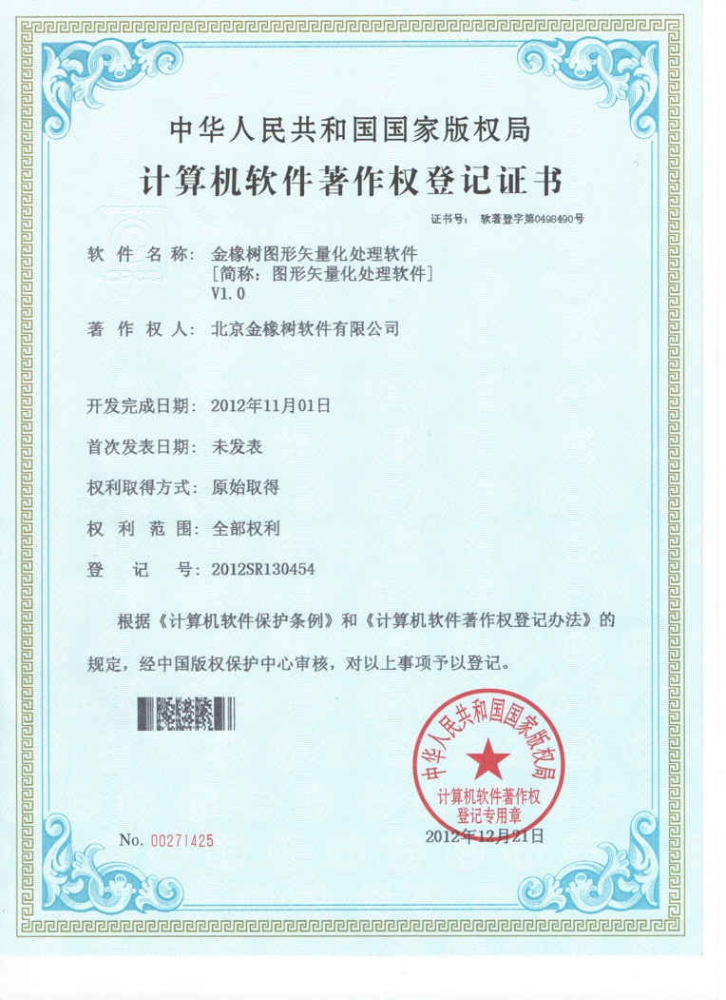 中华人民共和国国家版权局
计算机软件著作权登记证书
证书号： 软著登字第0498490号
软件名称： 金橡树图形矢量化处理软件
[简称：图形矢量化处理软件]
V1.0
著作权人： 北京金橡树软件有限公司
开发完成日期： 2012年11月01日
首次发表日期： 未发表
权利取得方式： 原始取得
权利范围： 全部权利
登记号： 2012SR130454
根据《计算机软件保护条例》和《计算机软件著作权登记办法》的
规定，经中国版权保护中心审核，对以上事项予以登记。
中华人民共和国国家版权局
计算机软件著作权
登记专用章
No. 00271425
2012年12月21日
CPCC